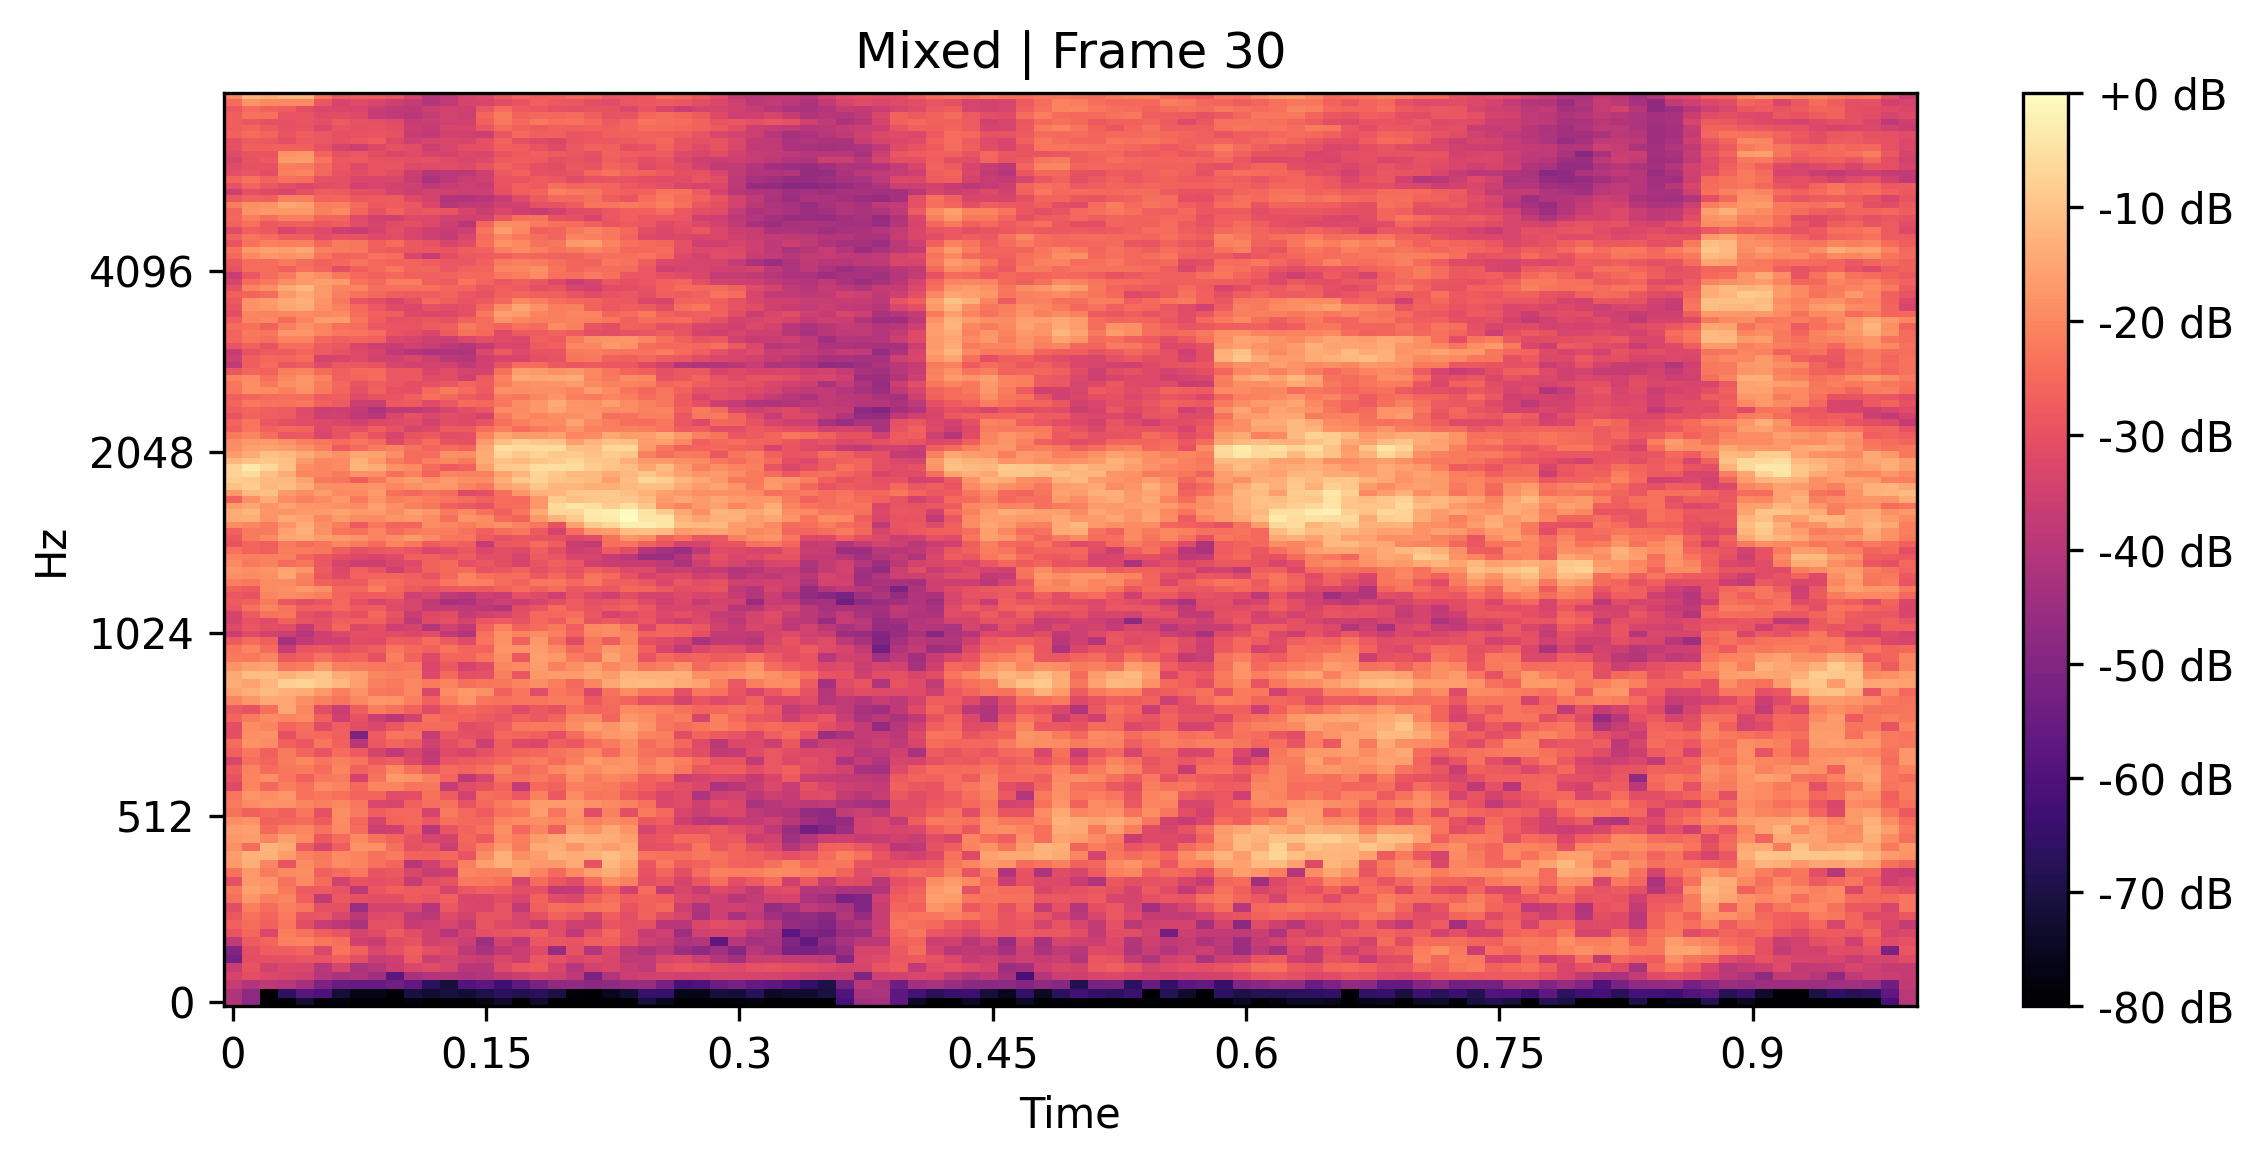 Mixed | Frame 30
+0 dB
-10 dB
-20 dB
-30 dB
-40 dB
-50 dB
-60 dB
-70 dB
-80 dB
Hz
4096
2048
1024
512
0
0 0.15 0.3 0.45 0.6 0.75 0.9
Time